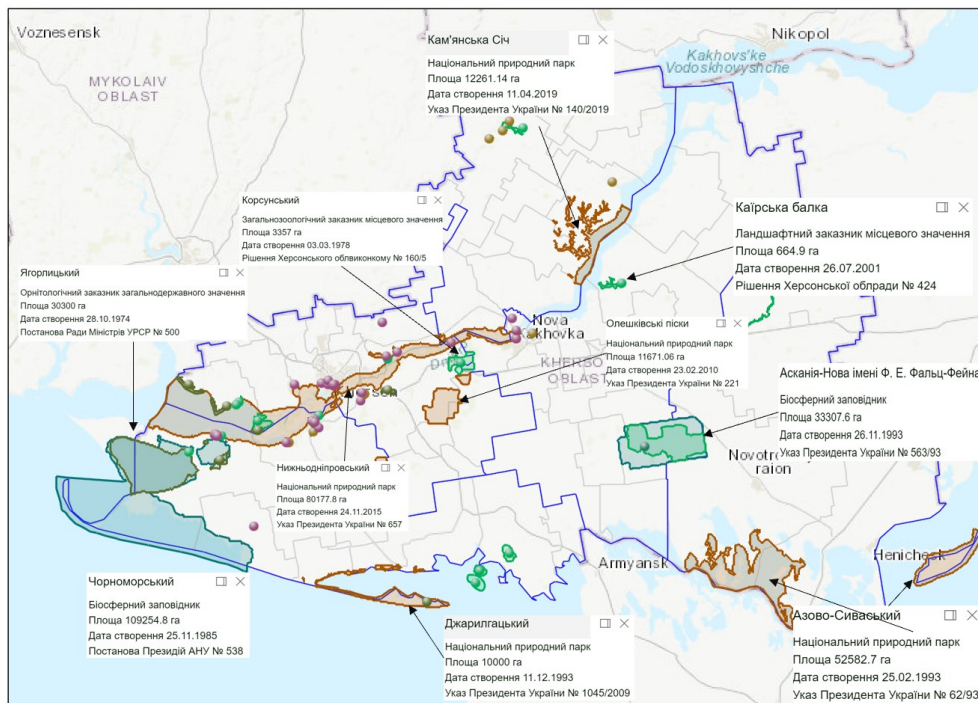 Voznesensk
Nikopol
Kakhovs'ke
Vodoskhovyshche
MYKOLAIV
OBLAST
Кам'янська Січ
Національний природний парк
Площа 12261.14 га
Дата створення 11.04.2019
Указ Президента України № 140/2019
Корсунський
Загальнозоологічний заказник місцевого значення
Площа 3357 га
Дата створення 03.03.1978
Рішення Херсонського облвиконкому № 160/5
Каїрська балка
Ландшафтний заказник місцевого значення
Площа 664.9 га
Дата створення 26.07.2001
Рішення Херсонської облради № 424
Ягорлицький
Орнітологічний заказник загальнодержавного значення
Площа 30300 га
Дата створення 28.10.1974
Постанова Ради Міністрів УРСР № 500
Nova
Kakhovka
KHERSO
OBLAST
Олешківські піски
Національний природний парк
Площа 11671.06 га
Дата створення 23.02.2010
Указ Президента України № 221
Асканія-Нова імені Ф. Е. Фальц-Фейна
Біосферний заповідник
Площа 33307.6 га
Дата створення 26.11.1993
Указ Президента України № 563/93
Novotro
raion
Нижньодніпровський
Національний природний парк
Площа 80177.8 га
Дата створення 24.11.2015
Указ Президента України № 657
Armyansk
Henichesk
Чорноморський
Біосферний заповідник
Площа 109254.8 га
Дата створення 25.11.1985
Постанова Президій АНУ № 538
Джарилгацький
Національний природний парк
Площа 10000 га
Дата створення 11.12.1993
Указ Президента України № 1045/2009
Азово-Сиваський
Національний природний парк
Площа 52582.7 га
Дата створення 25.02.1993
Указ Президента України № 62/93